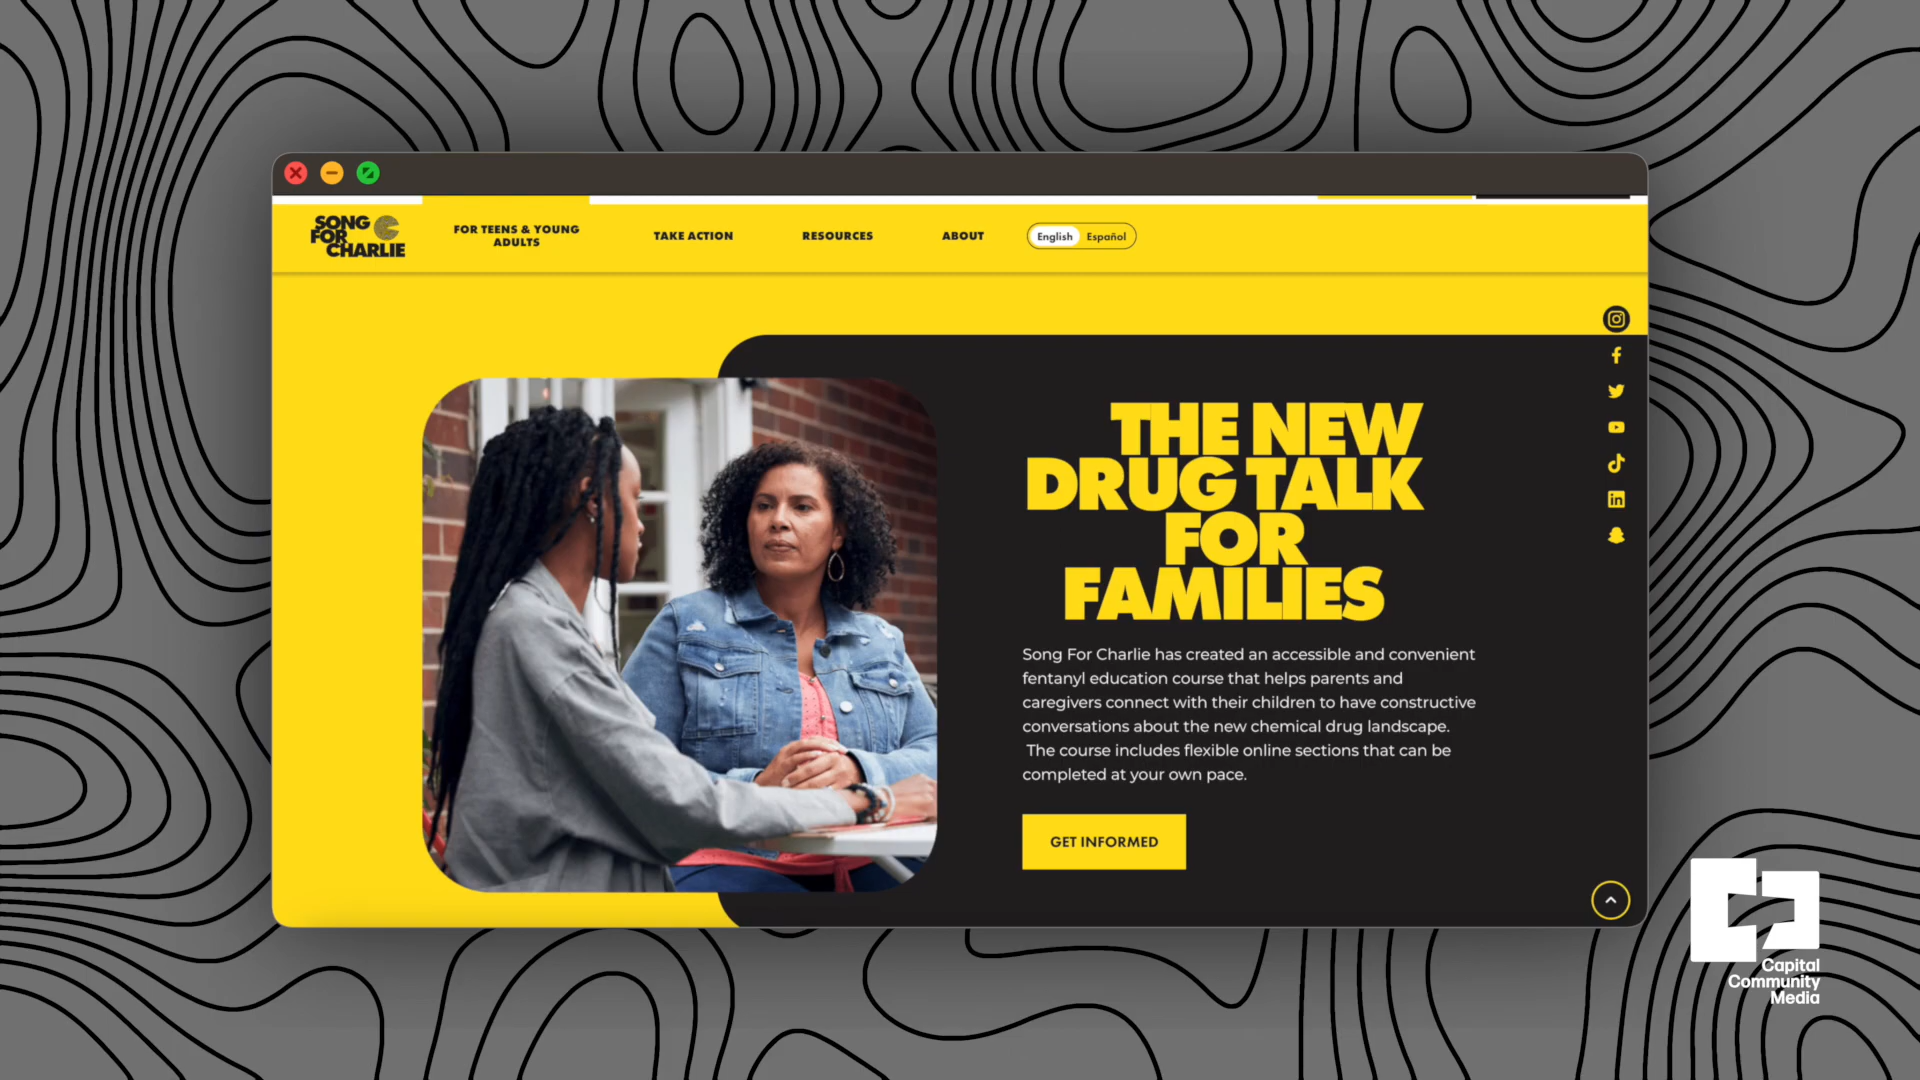 SONG
FOR
CHARLIE
FOR TEENS & YOUNG
ADULTS
TAKE ACTION
RESOURCES
ABOUT
English Español
THE NEW
DRUG TALK
FOR
FAMILIES
Song For Charlie has created an accessible and convenient
fentanyl education course that helps parents and
caregivers connect with their children to have constructive
conversations about the new chemical drug landscape.
The course includes flexible online sections that can be
completed at your own pace.
GET INFORMED
Capital
Community
Media